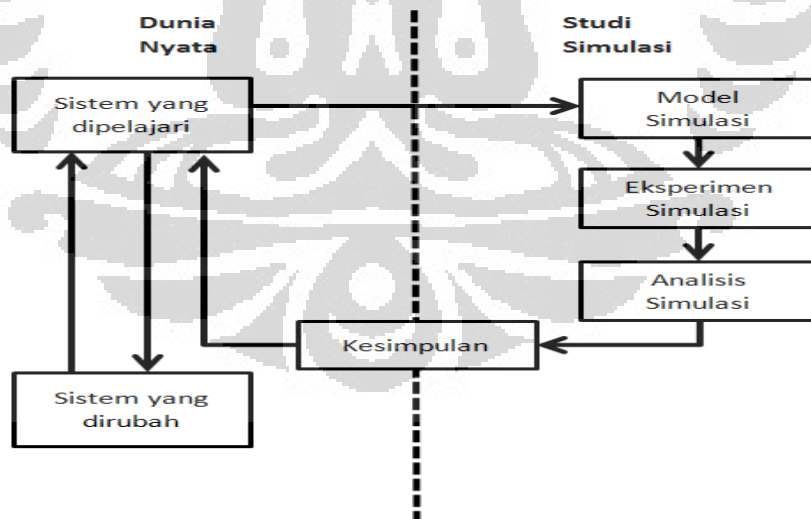 Dunia
Nyata
Studi
Simulasi
Sistem yang
dipelajari
Model
Simulasi
Eksperimen
Simulasi
Analisis
Simulasi
Kesimpulan
Sistem yang
dirubah